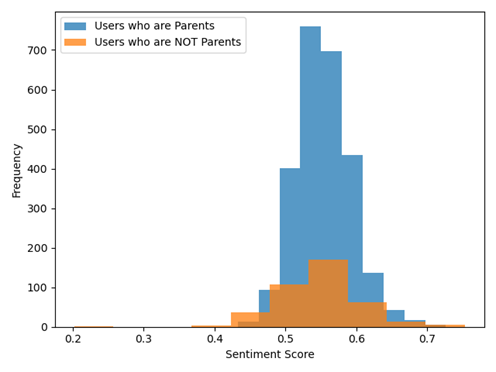 Users who are Parents
Users who are NOT Parents
Frequency
700
600
500
400
300
200
100
0
0.2 0.3 0.4 0.5 0.6 0.7
Sentiment Score